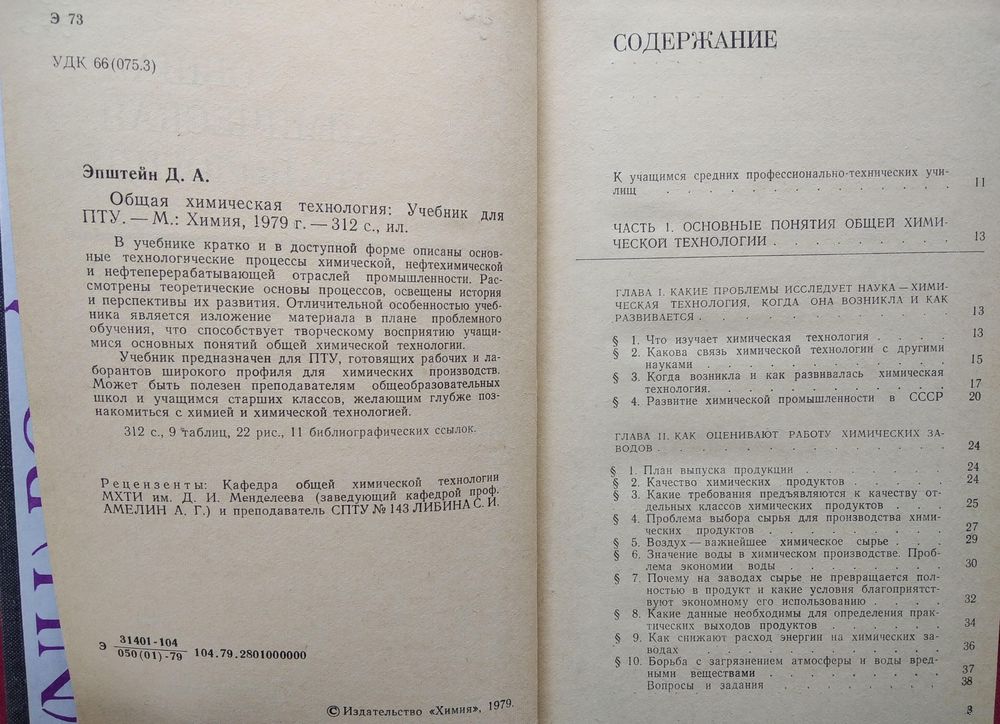 Э 73
УДК 66(075.3)
Эпштейн Д. А.
Общая химическая технология: Учебник для
ПТУ. — М.: Химия, 1979 г. — 312 с., ил.
В учебнике кратко и в доступной форме описаны основ-
ные технологические процессы химической, нефтехимической
и нефтеперерабатывающей отраслей промышленности. Рас-
смотрены теоретические основы процессов, освещены история
и перспективы их развития. Отличительной особенностью учеб-
ника является изложение материала в плане проблемного
обучения, что способствует творческому восприятию учащи-
мися основных понятий общей химической технологии.
Учебник предназначен для ПТУ, готовящих рабочих и ла-
борантов широкого профиля для химических производств.
Может быть полезен преподавателям общеобразовательных
школ и учащимся старших классов, желающим глубже поз-
накомиться с химией и химической технологией.
312 с., 9 таблиц, 22 рис., 11 библиографических ссылок.
Рецензенты: Кафедра общей химической технологии
МХТИ им. Д. И. Менделеева (заведующий кафедрой проф.
АМЕЛИН А. Г.) и преподаватель СПТУ № 143 ЛИБИНА С. И.
Э 31401-104
050(01)-79 104.79.2801000000
© Издательство «Химия», 1979.
СОДЕРЖАНИЕ
К учащимся средних профессионально-технических учи-
лищ . . . . . . . . . . . . 11
ЧАСТЬ I. ОСНОВНЫЕ ПОНЯТИЯ ОБЩЕЙ ХИМИ-
ЧЕСКОЙ ТЕХНОЛОГИИ . . . . . . . . 13
ГЛАВА I. КАКИЕ ПРОБЛЕМЫ ИССЛЕДУЕТ НАУКА — ХИМИ-
ЧЕСКАЯ ТЕХНОЛОГИЯ, КОГДА ОНА ВОЗНИКЛА И КАК
РАЗВИВАЕТСЯ . . . . . . . . . . 13
§ 1. Что изучает химическая технология . . . . 13
§ 2. Какова связь химической технологии с другими
науками . . . . . . . . . . 15
§ 3. Когда возникла и как развивалась химическая
технология. . . . . . . . . . 17
§ 4. Развитие химической промышленности в СССР 20
ГЛАВА II. КАК ОЦЕНИВАЮТ РАБОТУ ХИМИЧЕСКИХ ЗА-
ВОДОВ . . . . . . . . . . . . 24
§ 1. План выпуска продукции . . . . . . 24
§ 2. Качество химических продуктов . . . . . 24
§ 3. Какие требования предъявляются к качеству от-
дельных классов химических продуктов . . . 25
§ 4. Проблема выбора сырья для производства хими-
ческих продуктов . . . . . . . . 27
§ 5. Воздух — важнейшее химическое сырье . . . 29
§ 6. Значение воды в химическом производстве. Проб-
лема экономии воды . . . . . . . 30
§ 7. Почему на заводах сырье не превращается пол-
ностью в продукт и какие условия благоприятст-
вуют экономному его использованию . . . . 32
§ 8. Какие данные необходимы для определения прак-
тических выходов продуктов . . . . . . 34
§ 9. Как снижают расход энергии на химических за-
водах . . . . . . . . . . . 36
§ 10. Борьба с загрязнением атмосферы и воды вред-
ными веществами . . . . . . . . 37
Вопросы и задания . . . . . . . . 38
3